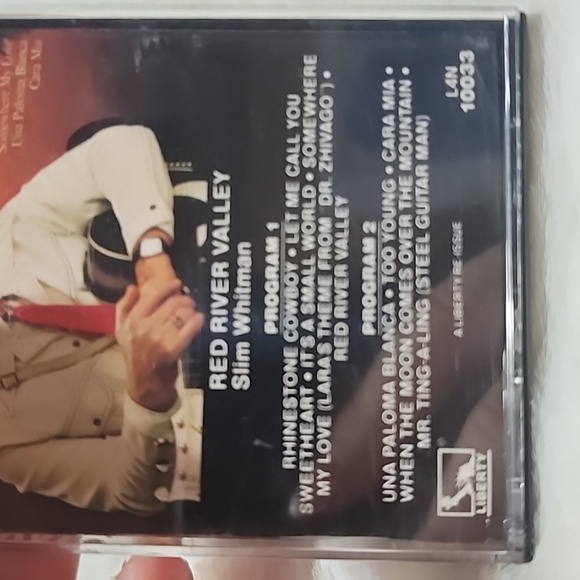 Somewhere My Love
Una Paloma Blanca
Cara Mia
RED RIVER VALLEY
Slim Whitman
PROGRAM 1
RHINESTONE COWBOY • LET ME CALL YOU
SWEETHEART • IT'S A SMALL WORLD • SOMEWHERE
MY LOVE (LARA'S THEME FROM "DR. ZHIVAGO") •
RED RIVER VALLEY
PROGRAM 2
UNA PALOMA BLANCA • TOO YOUNG • CARA MIA •
WHEN THE MOON COMES OVER THE MOUNTAIN •
MR. TING-A-LING (STEEL GUITAR MAN)
A LIBERTY RE-ISSUE
L4N
10033
LIBERTY